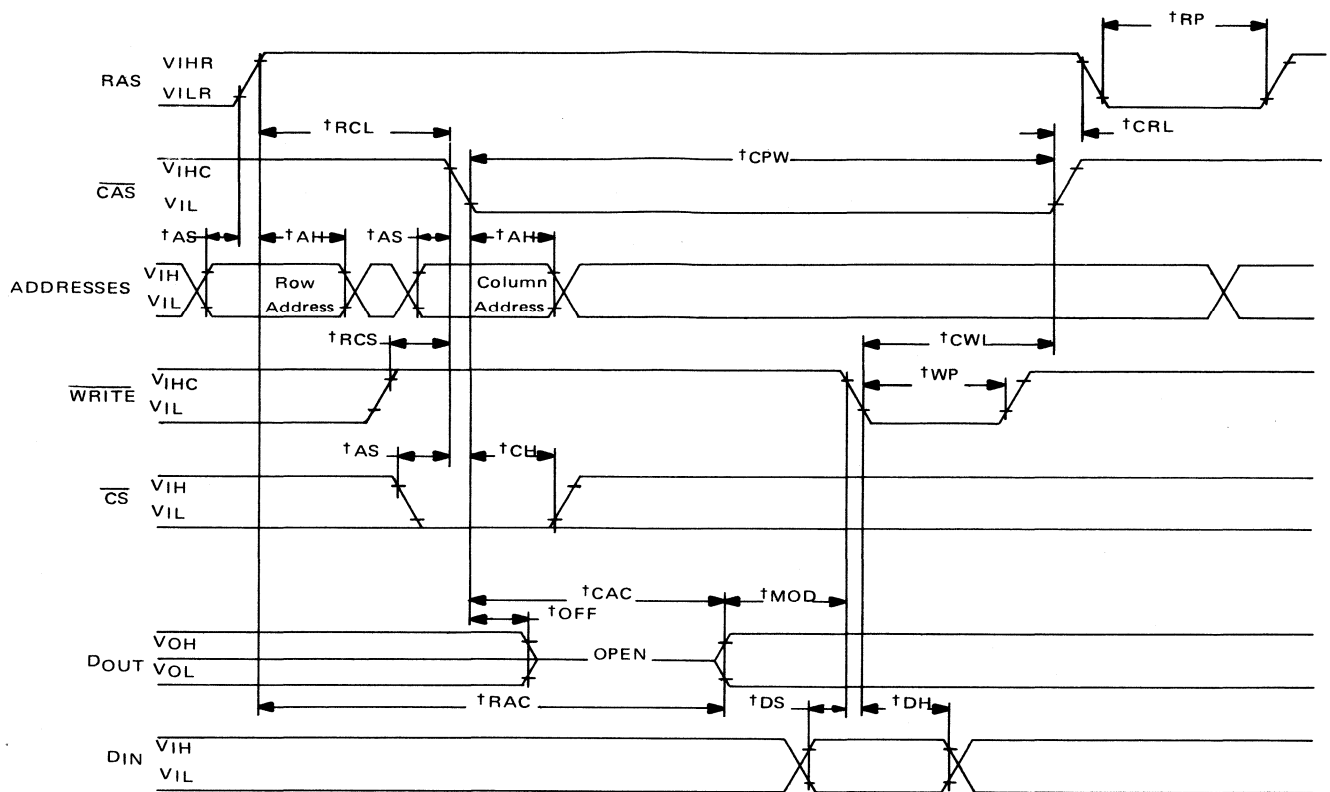 tRP
RAS VIHR
VILR
tRCL tCRL
tCPW
CAS VIHC
VIL
tAS tAH tAS tAH
ADDRESSES VIH Row Column
VIL Address Address
tRCS tCWL
WRITE VIHC tWP
VIL
tAS tCH
CS VIH
VIL
tCAC tMOD
tOFF
DOUT VOH OPEN
VOL
tRAC tDS tDH
DIN VIH
VIL